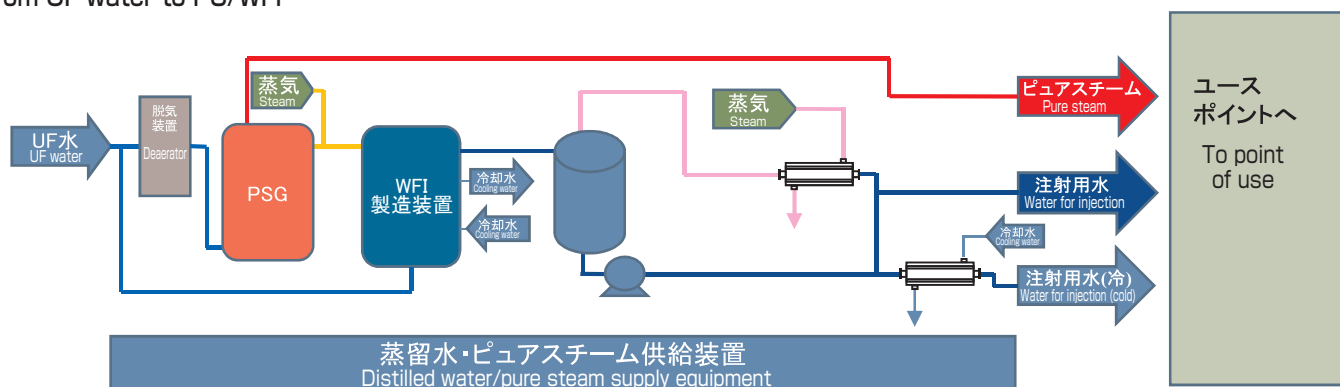 UF水
UF water
脱気
装置
Deaerator
蒸気
Steam
PSG
WFI
製造装置
冷却水
Cooling water
冷却水
Cooling water
蒸気
Steam
冷却水
Cooling water
ピュアスチーム
Pure steam
注射用水
Water for injection
注射用水(冷)
Water for injection (cold)
ユース
ポイントへ
To point
of use
蒸留水・ピュアスチーム供給装置
Distilled water/pure steam supply equipment